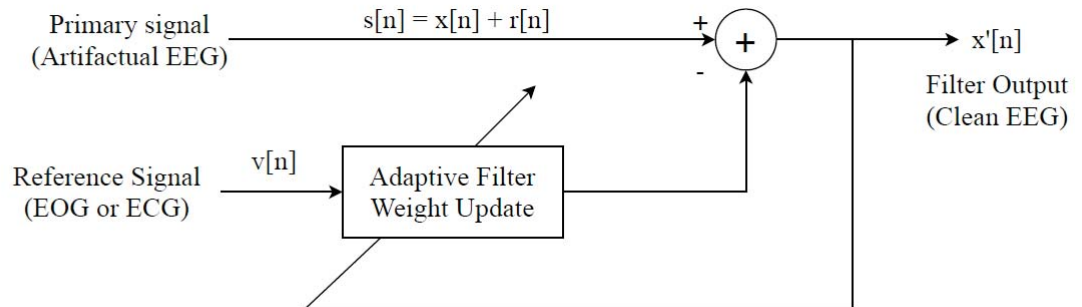 Primary signal
(Artifactual EEG)
s[n] = x[n] + r[n]
+
+
-
x'[n]
Filter Output
(Clean EEG)
Reference Signal
(EOG or ECG)
v[n]
Adaptive Filter
Weight Update